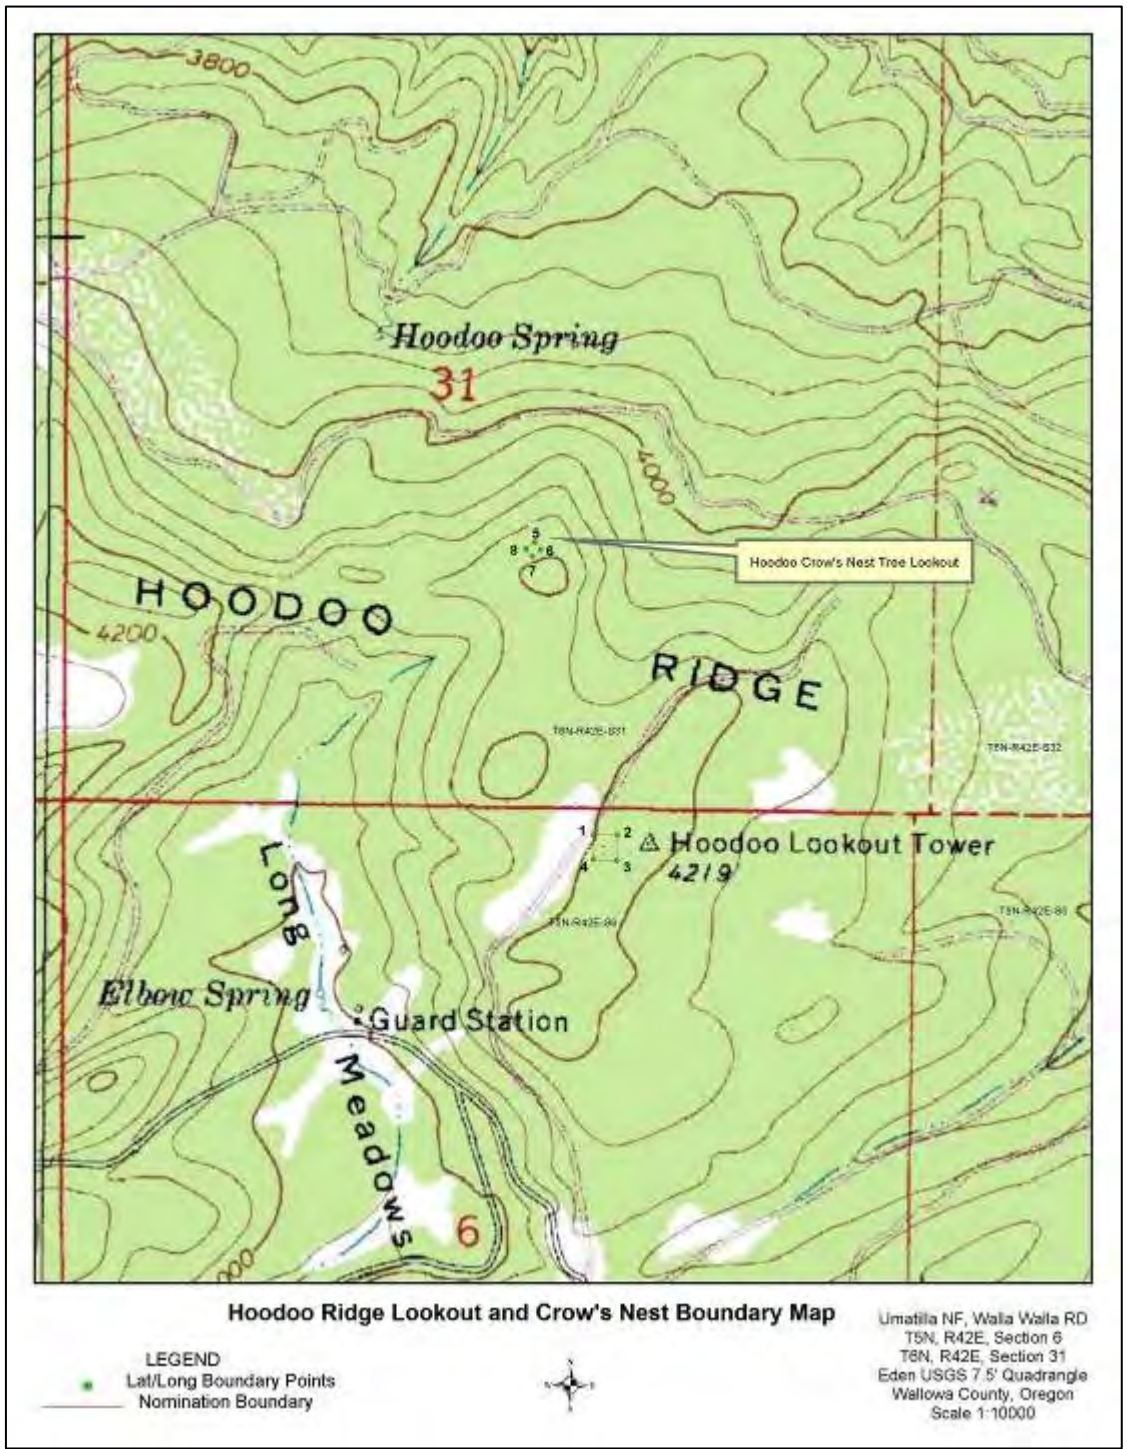 3800
Hoodoo Spring
31
4000
5
8 6
7
Hoodoo Crow's Nest Tree Lookout
HOODOO
4200
RIDGE
T6N-R42E-S31
T6N-R42E-S32
1 2
4 3
Hoodoo Lookout Tower
4219
Long
T5N-R42E-S6
Elbow Spring
Guard Station
Meadows
6
Hoodoo Ridge Lookout and Crow's Nest Boundary Map
LEGEND
Lat/Long Boundary Points
Nomination Boundary
N
Umatilla NF, Walla Walla RD
T5N, R42E, Section 6
T6N, R42E, Section 31
Eden USGS 7.5' Quadrangle
Wallowa County, Oregon
Scale 1:10000